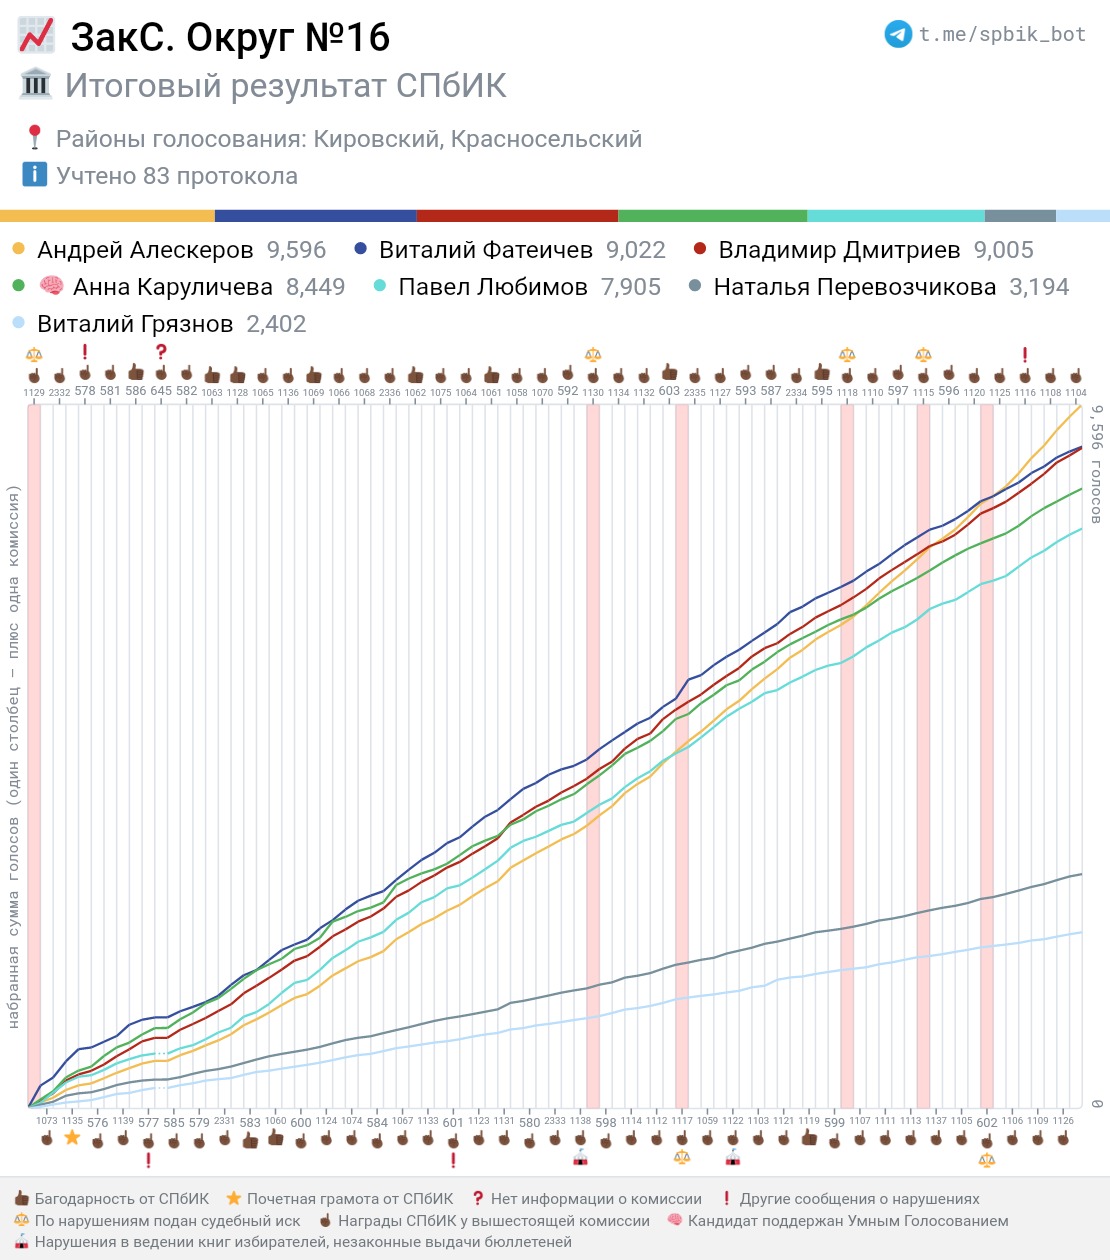 ЗакС. Округ №16
t.me/spbik_bot
Итоговый результат СПбИК
Районы голосования: Кировский, Красносельский
Учтено 83 протокола
Андрей Алескеров 9,596 Виталий Фатеичев 9,022 Владимир Дмитриев 9,005
Анна Каруличева 8,449 Павел Любимов 7,905 Наталья Перевозчикова 3,194
Виталий Грязнов 2,402
1129 2332 578 581 586 645 582 1063 1128 1065 1136 1069 1066 1068 2336 1062 1075 1064 1061 1058 1070 592 1130 1134 1132 603 2335 1127 593 587 2334 595 1118 1110 597 1115 596 1120 1125 1116 1108 1104
набранная сумма голосов (один столбец – плюс одна комиссия)
9,596 голосов
0
1073 1135 576 1139 577 585 579 2331 583 1060 600 1124 1074 584 1067 1133 601 1123 1131 580 2333 1138 598 1114 1112 1117 1059 1122 1103 1121 1119 599 1107 1111 1113 1137 1105 602 1106 1109 1126
Багодарность от СПбИК Почетная грамота от СПбИК Нет информации о комиссии Другие сообщения о нарушениях
По нарушениям подан судебный иск Награды СПбИК у вышестоящей комиссии Кандидат поддержан Умным Голосованием
Нарушения в ведении книг избирателей, незаконные выдачи бюллетеней